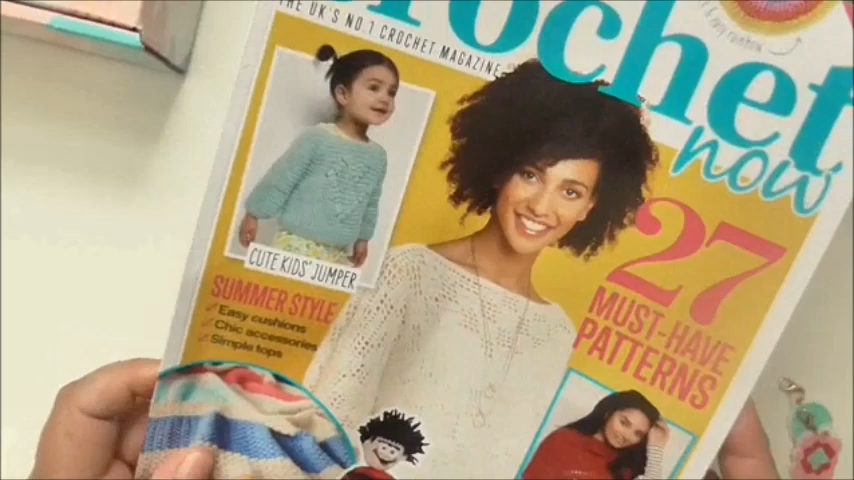 THE UK'S NO.1 CROCHET MAGAZINE
crochet
now
CUTE KIDS' JUMPER
SUMMER STYLE
Easy cushions
Chic accessories
Simple tops
27
MUST-HAVE
PATTERNS